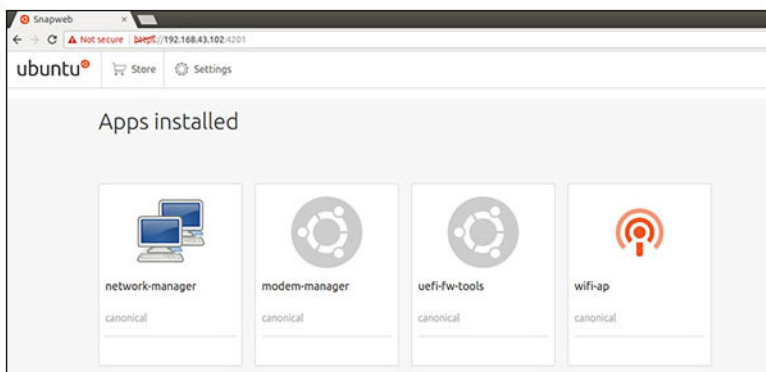 Snapweb
Not secure https://192.168.43.102:4201
ubuntu Store Settings
Apps installed
network-manager modem-manager uefi-fw-tools wifi-ap
canonical canonical canonical canonical